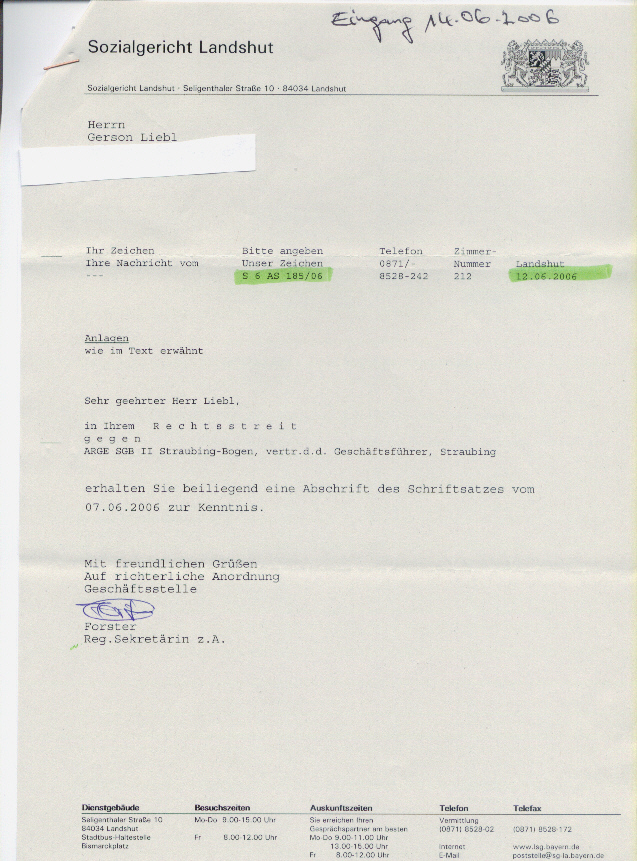 Eingang 14.06.2006
Sozialgericht Landshut
Sozialgericht Landshut · Seligenthaler Straße 10 · 84034 Landshut
Herrn
Gerson Liebl
Ihr Zeichen Bitte angeben Telefon Zimmer-
Ihre Nachricht vom Unser Zeichen 0871/- Nummer Landshut
--- S 6 AS 185/06 8528-242 212 12.06.2006
Anlagen
wie im Text erwähnt
Sehr geehrter Herr Liebl,
in Ihrem R e c h t s s t r e i t
g e g e n
ARGE SGB II Straubing-Bogen, vertr.d.d. Geschäftsführer, Straubing
erhalten Sie beiliegend eine Abschrift des Schriftsatzes vom
07.06.2006 zur Kenntnis.
Mit freundlichen Grüßen
Auf richterliche Anordnung
Geschäftsstelle
Forster
Reg.Sekretärin z.A.
Dienstgebäude Besuchszeiten Auskunftszeiten Telefon Telefax
Seligenthaler Straße 10 Mo-Do 9.00-15.00 Uhr Sie erreichen Ihren Vermittlung
84034 Landshut Gesprächspartner am besten (0871) 8528-02 (0871) 8528-172
Stadtbus-Haltestelle Fr 8.00-12.00 Uhr Mo-Do 9.00-11.00 Uhr
Bismarckplatz 13.00-15.00 Uhr Internet www.lsg.bayern.de
Fr 8.00-12.00 Uhr E-Mail poststelle@sg-la.bayern.de